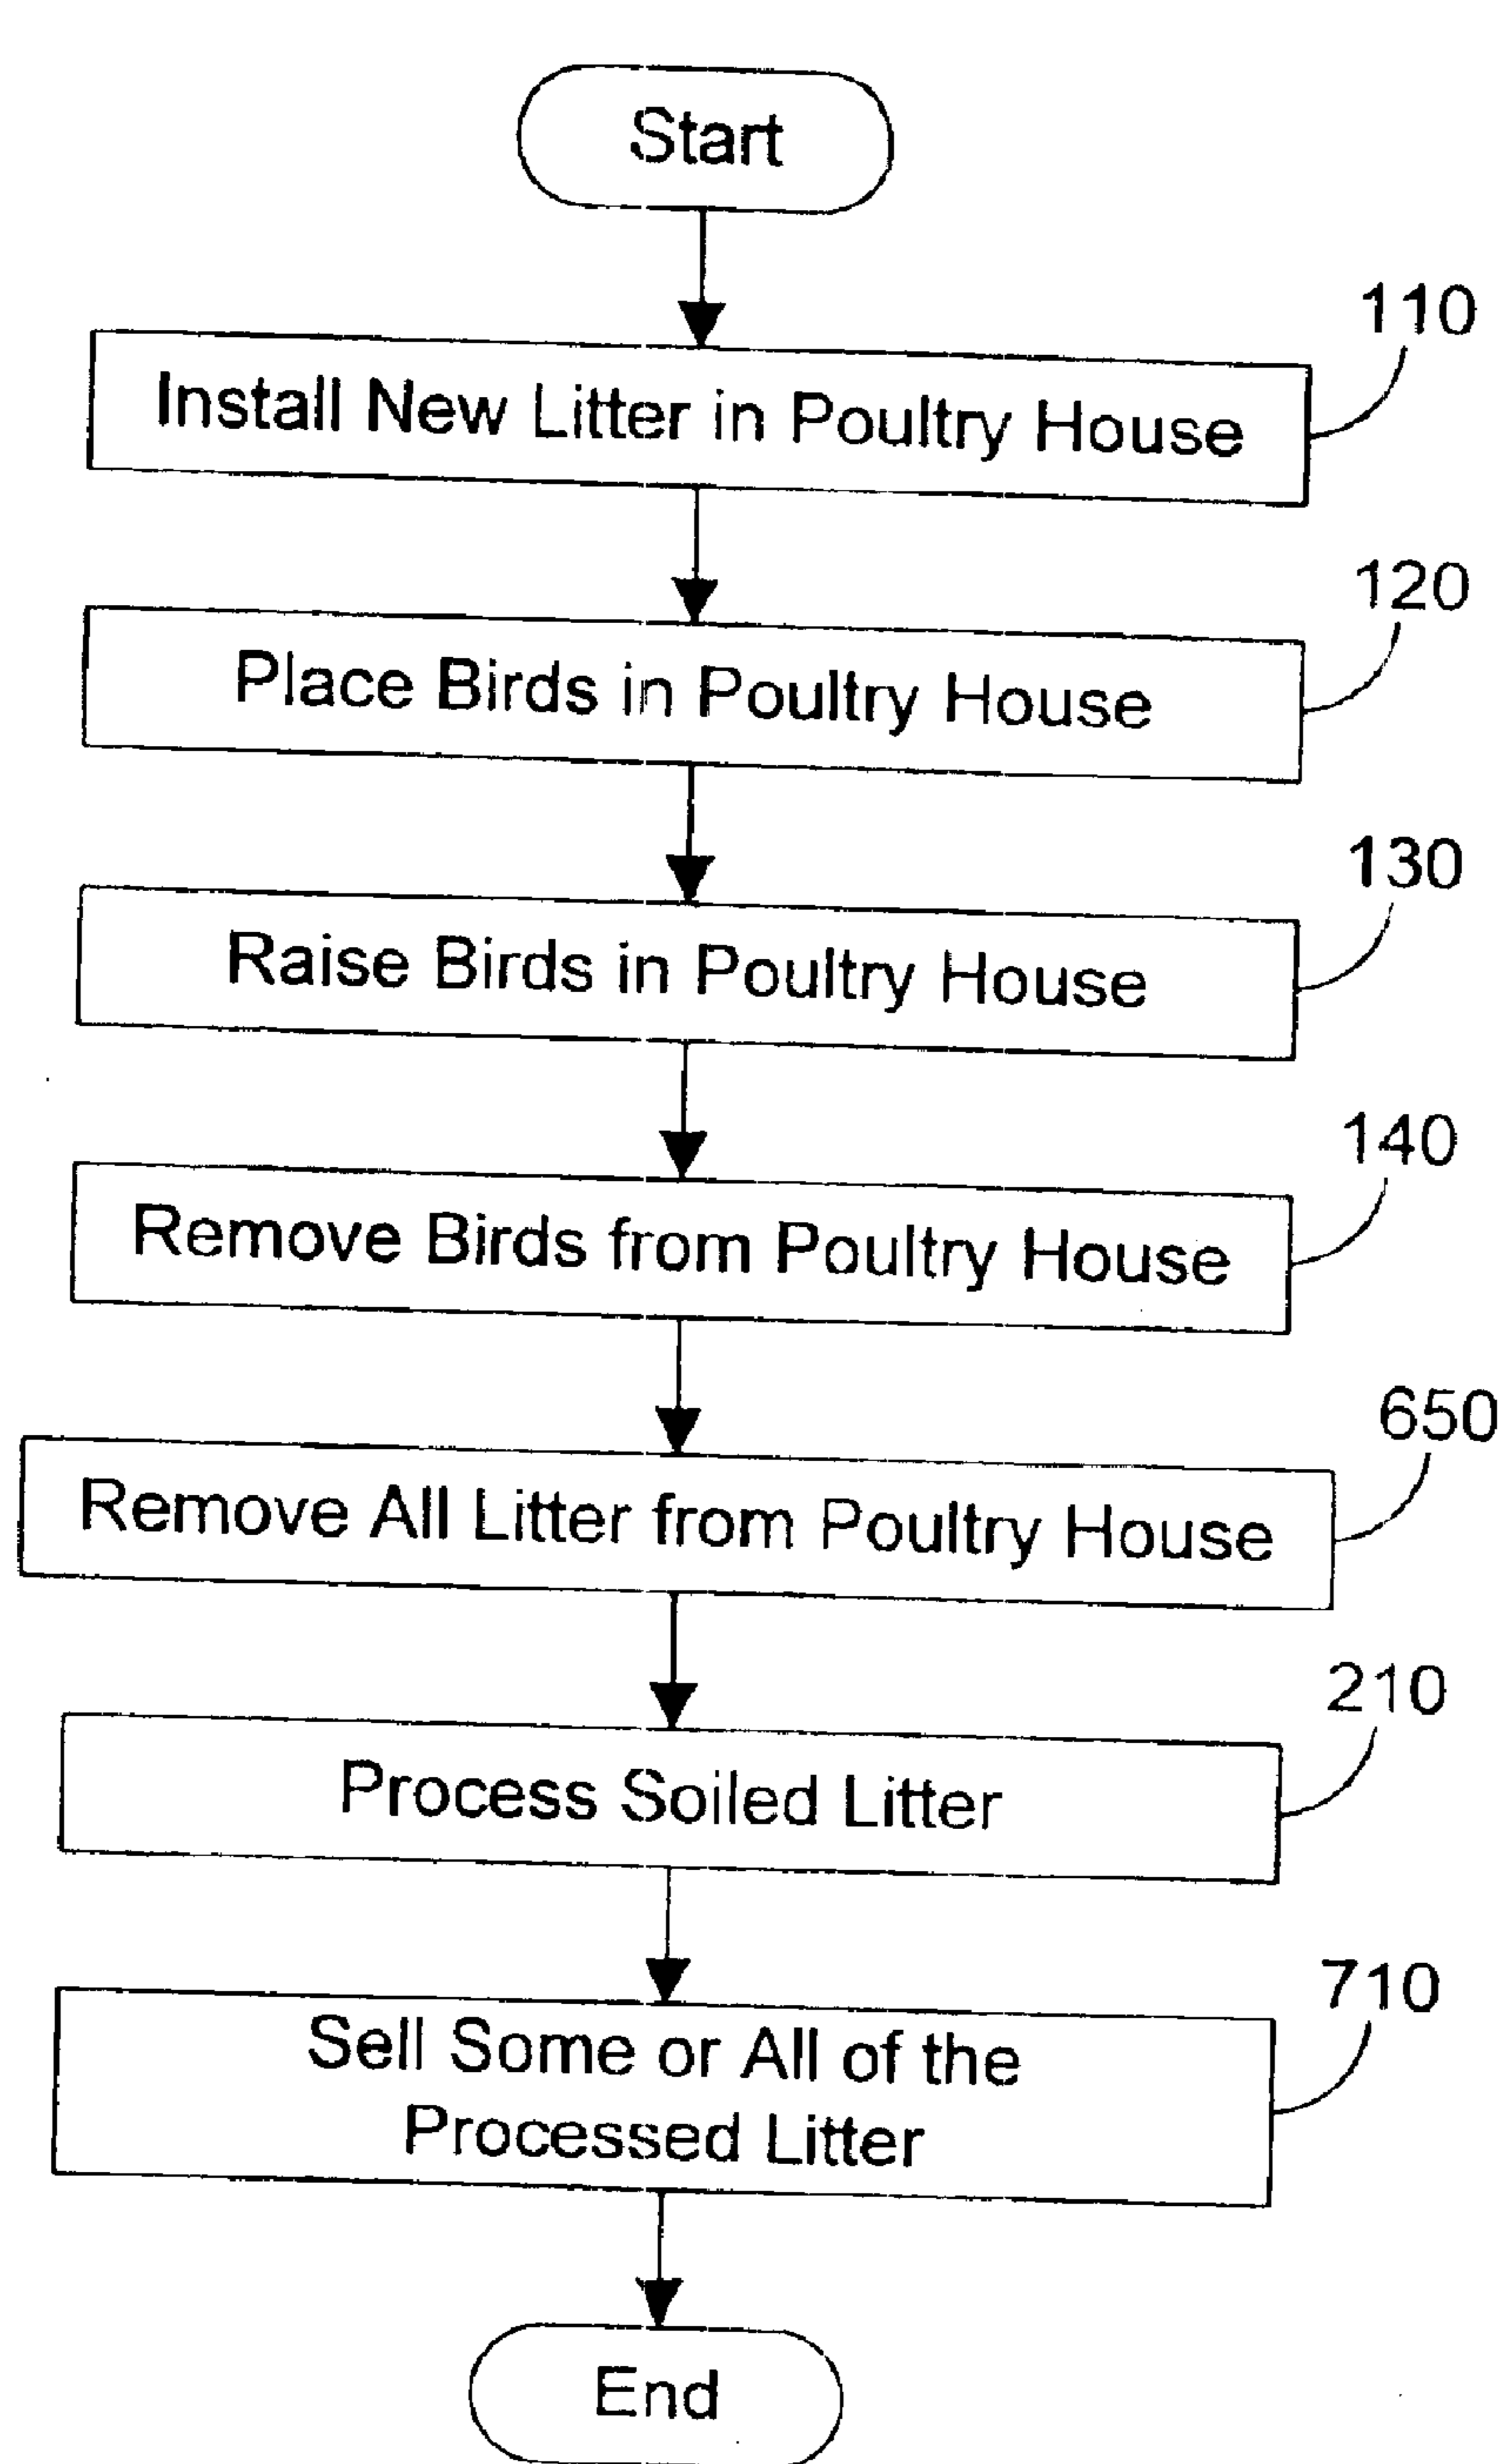 Start
110
Install New Litter in Poultry House
120
Place Birds in Poultry House
130
Raise Birds in Poultry House
140
Remove Birds from Poultry House
650
Remove All Litter from Poultry House
210
Process Soiled Litter
710
Sell Some or All of the
Processed Litter
End